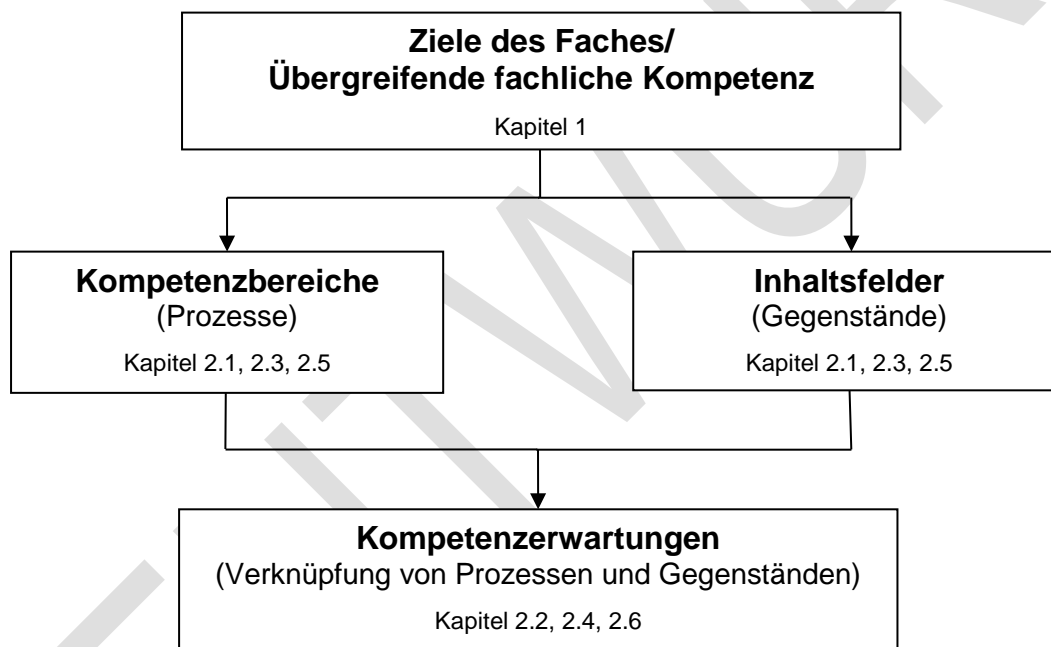 Ziele des Faches/
Übergreifende fachliche Kompetenz
Kapitel 1
Kompetenzbereiche
(Prozesse)
Kapitel 2.1, 2.3, 2.5
Inhaltsfelder
(Gegenstände)
Kapitel 2.1, 2.3, 2.5
Kompetenzerwartungen
(Verknüpfung von Prozessen und Gegenständen)
Kapitel 2.2, 2.4, 2.6